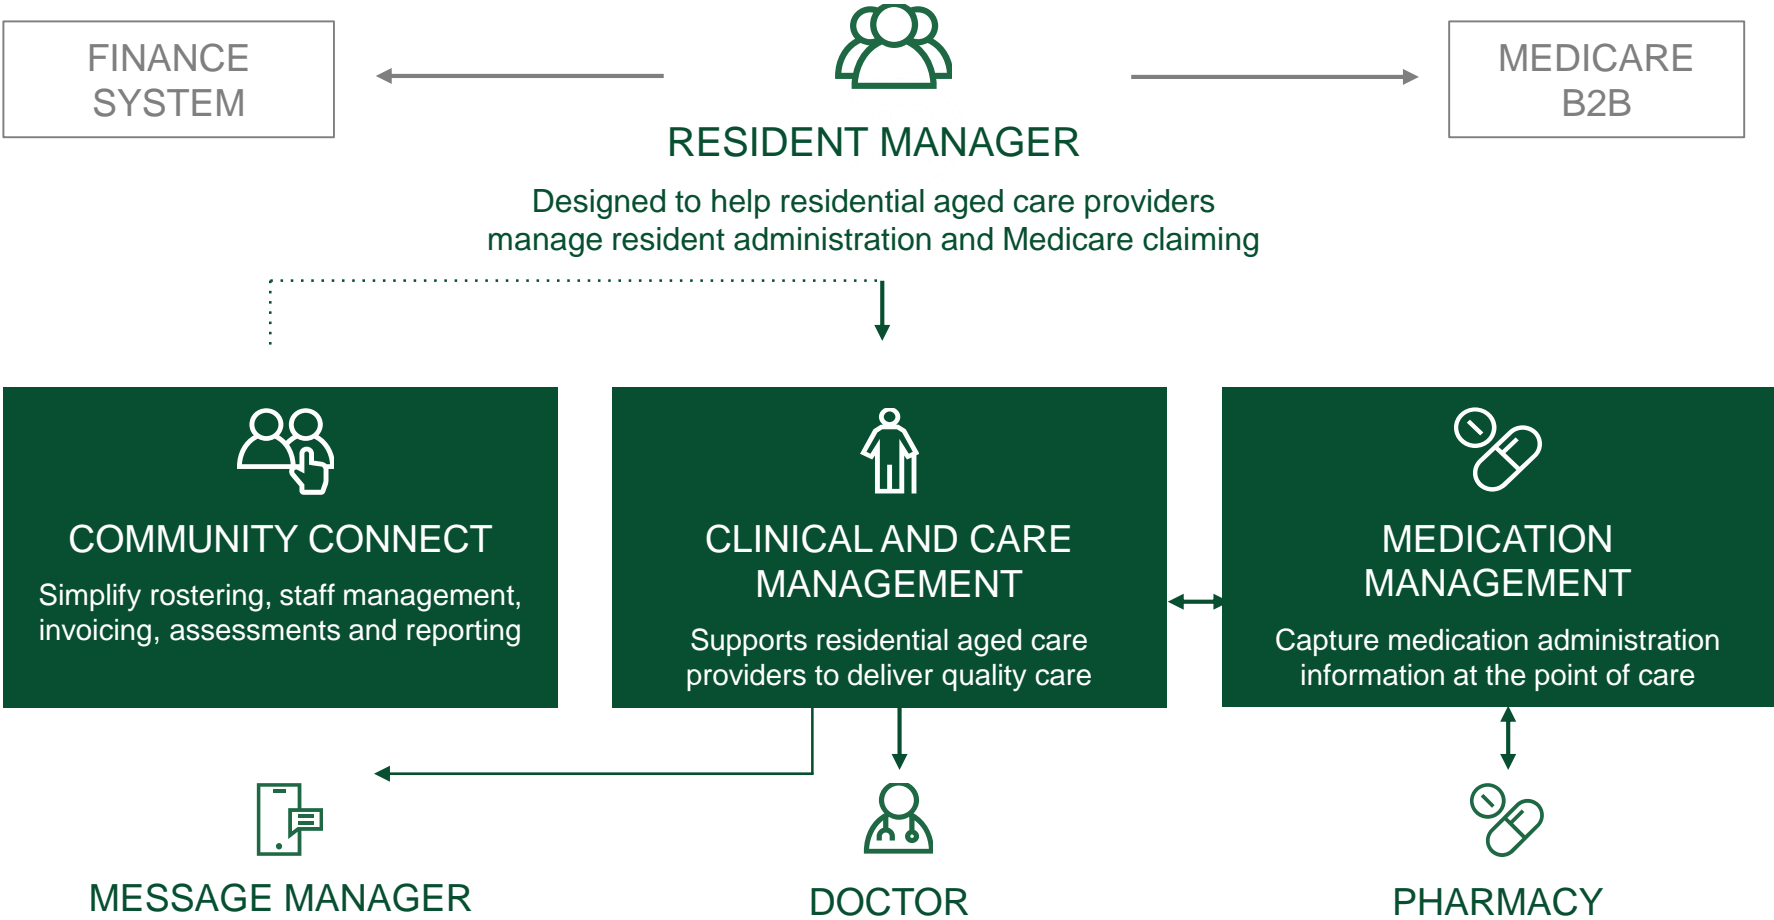 FINANCE
SYSTEM
MEDICARE
B2B
RESIDENT MANAGER
Designed to help residential aged care providers
manage resident administration and Medicare claiming
COMMUNITY CONNECT
Simplify rostering, staff management,
invoicing, assessments and reporting
CLINICAL AND CARE
MANAGEMENT
Supports residential aged care
providers to deliver quality care
MEDICATION
MANAGEMENT
Capture medication administration
information at the point of care
MESSAGE MANAGER
DOCTOR
PHARMACY